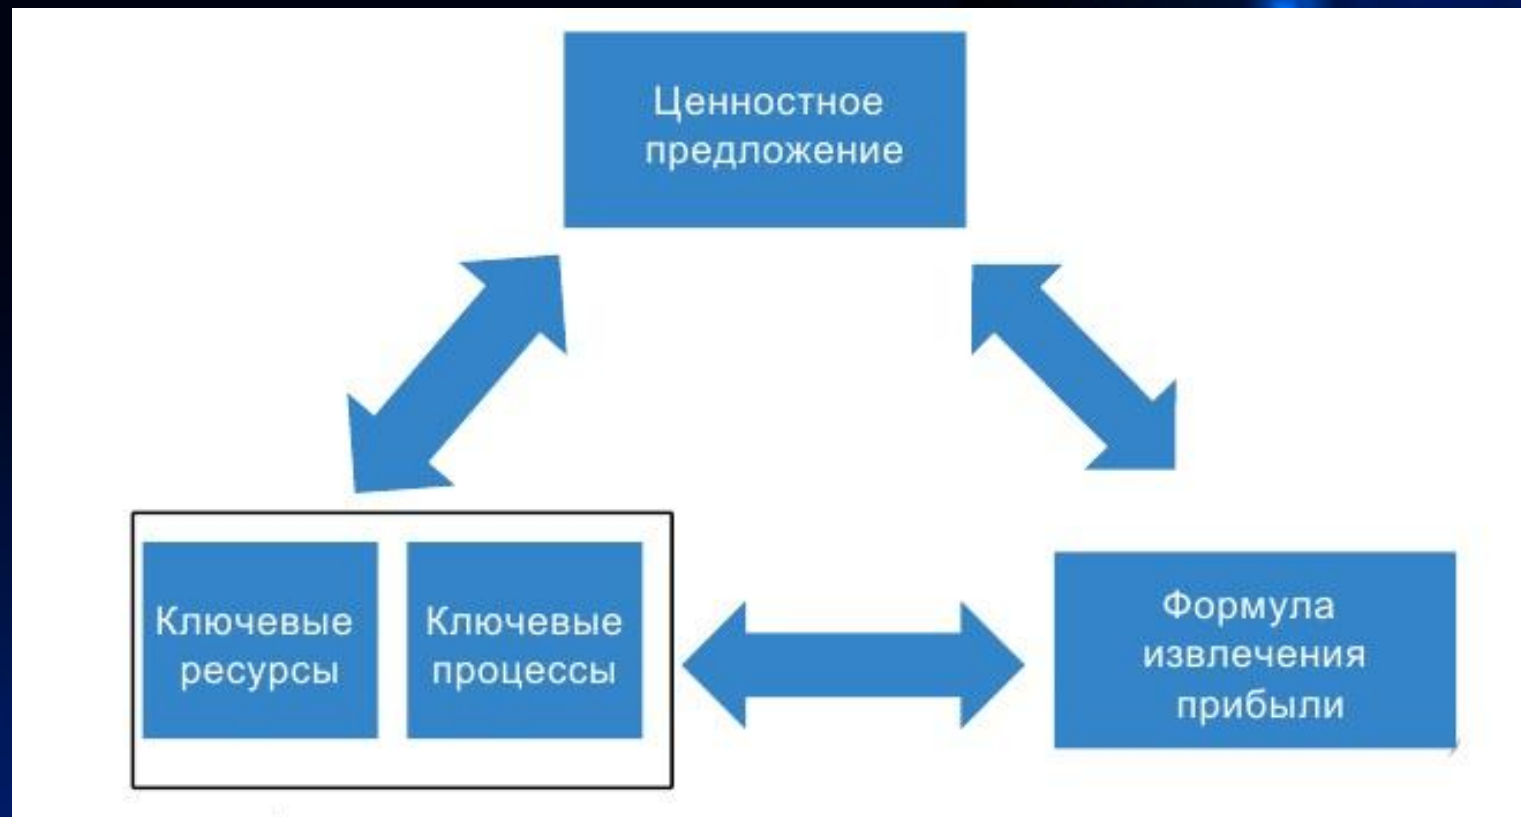 Ценностное
предложение
Ключевые
ресурсы
Ключевые
процессы
Формула
извлечения
прибыли